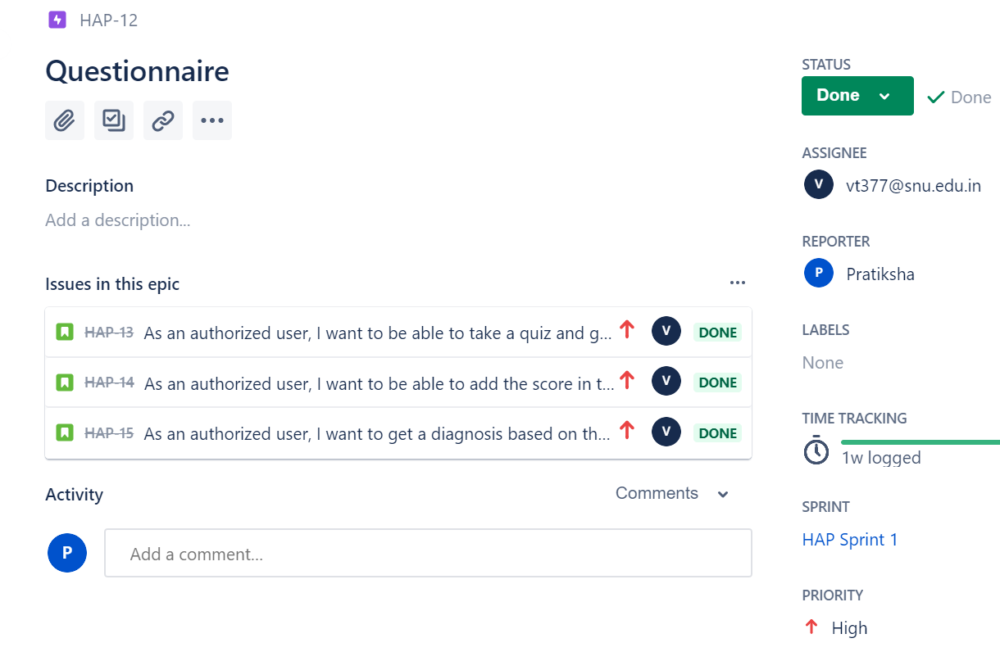 HAP-12
Questionnaire
Description
Add a description...
Issues in this epic
HAP-13 As an authorized user, I want to be able to take a quiz and g... V DONE
HAP-14 As an authorized user, I want to be able to add the score in t... V DONE
HAP-15 As an authorized user, I want to get a diagnosis based on th... V DONE
Activity
Comments
P
Add a comment...
STATUS
Done
Done
ASSIGNEE
V vt377@snu.edu.in
REPORTER
P Pratiksha
LABELS
None
TIME TRACKING
1w logged
SPRINT
HAP Sprint 1
PRIORITY
High